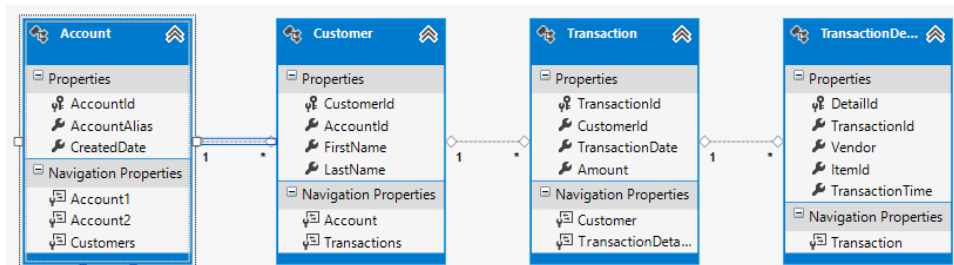 Account
Properties
AccountId
AccountAlias
CreatedDate
Navigation Properties
Account1
Account2
Customers
1 *
Customer
Properties
CustomerId
AccountId
FirstName
LastName
Navigation Properties
Account
Transactions
1 *
Transaction
Properties
TransactionId
CustomerId
TransactionDate
Amount
Navigation Properties
Customer
TransactionDeta...
1 *
TransactionDe...
Properties
DetailId
TransactionId
Vendor
ItemId
TransactionTime
Navigation Properties
Transaction